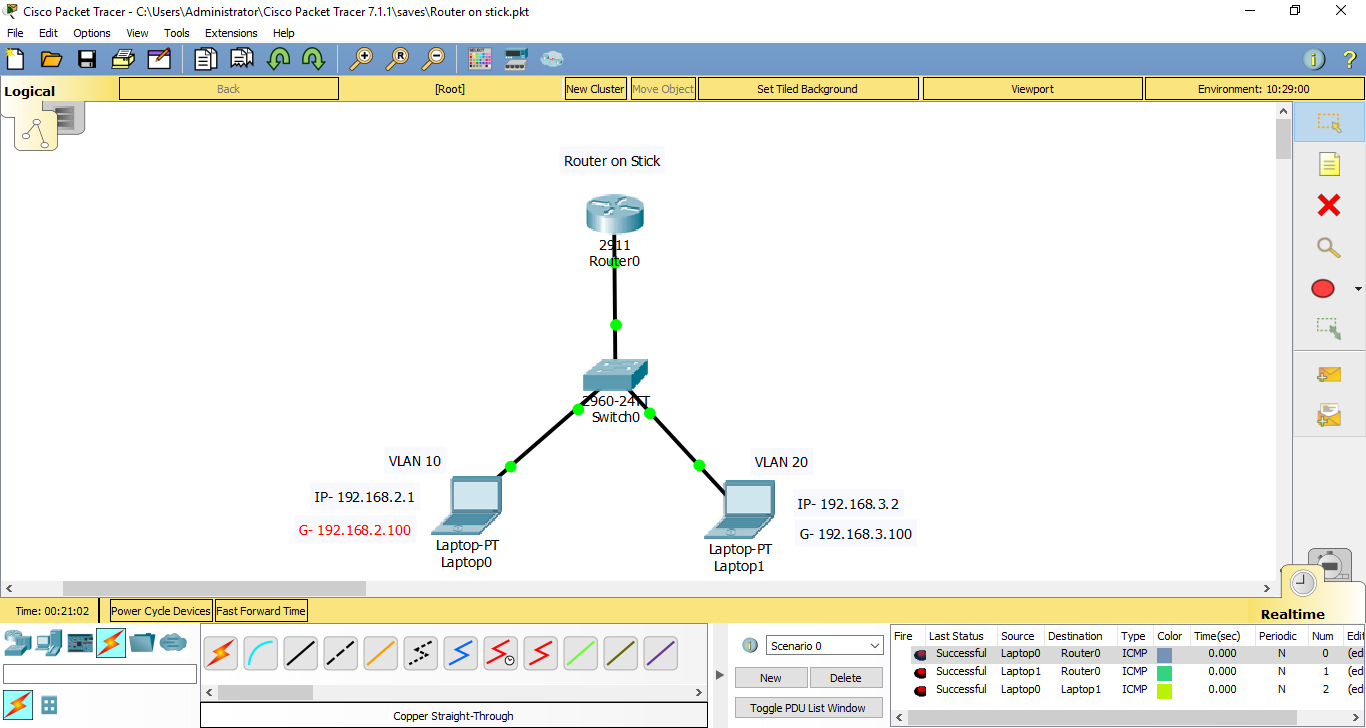 Cisco Packet Tracer - C:\Users\Administrator\Cisco Packet Tracer 7.1.1\saves\Router on stick.pkt
File Edit Options View Tools Extensions Help
Logical Back [Root] New Cluster Move Object Set Tiled Background Viewport Environment: 10:29:00
Router on Stick
2911
Router0
2960-24TT
Switch0
VLAN 10
IP- 192.168.2.1
G- 192.168.2.100
Laptop-PT
Laptop0
VLAN 20
IP- 192.168.3.2
G- 192.168.3.100
Laptop-PT
Laptop1
Time: 00:21:02 Power Cycle Devices Fast Forward Time
Realtime
Copper Straight-Through
Scenario 0
New Delete
Toggle PDU List Window
Fire Last Status Source Destination Type Color Time(sec) Periodic Num Edi
Successful Laptop0 Router0 ICMP 0.000 N 0 (ed
Successful Laptop1 Router0 ICMP 0.000 N 1 (ed
Successful Laptop0 Laptop1 ICMP 0.000 N 2 (ed